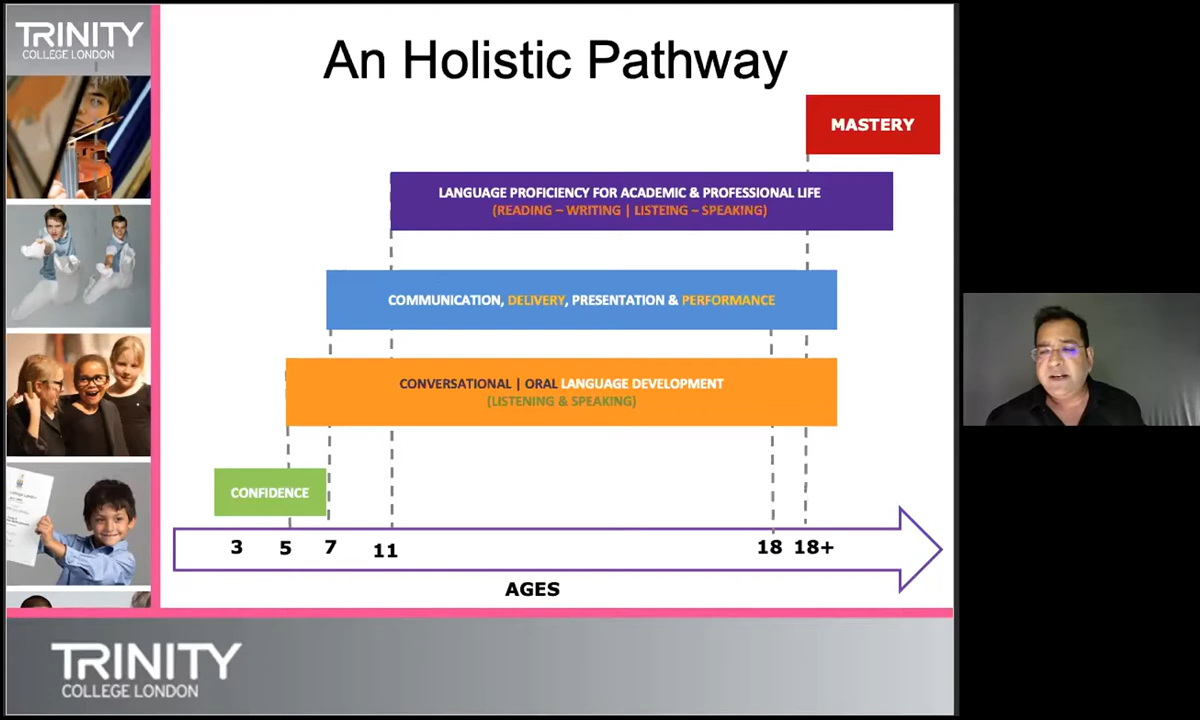 TRINITY
COLLEGE LONDON
An Holistic Pathway
MASTERY
LANGUAGE PROFICIENCY FOR ACADEMIC & PROFESSIONAL LIFE
(READING – WRITING | LISTEING – SPEAKING)
COMMUNICATION, DELIVERY, PRESENTATION & PERFORMANCE
CONVERSATIONAL | ORAL LANGUAGE DEVELOPMENT
(LISTENING & SPEAKING)
CONFIDENCE
3 5 7 11 18 18+
AGES
TRINITY
COLLEGE LONDON